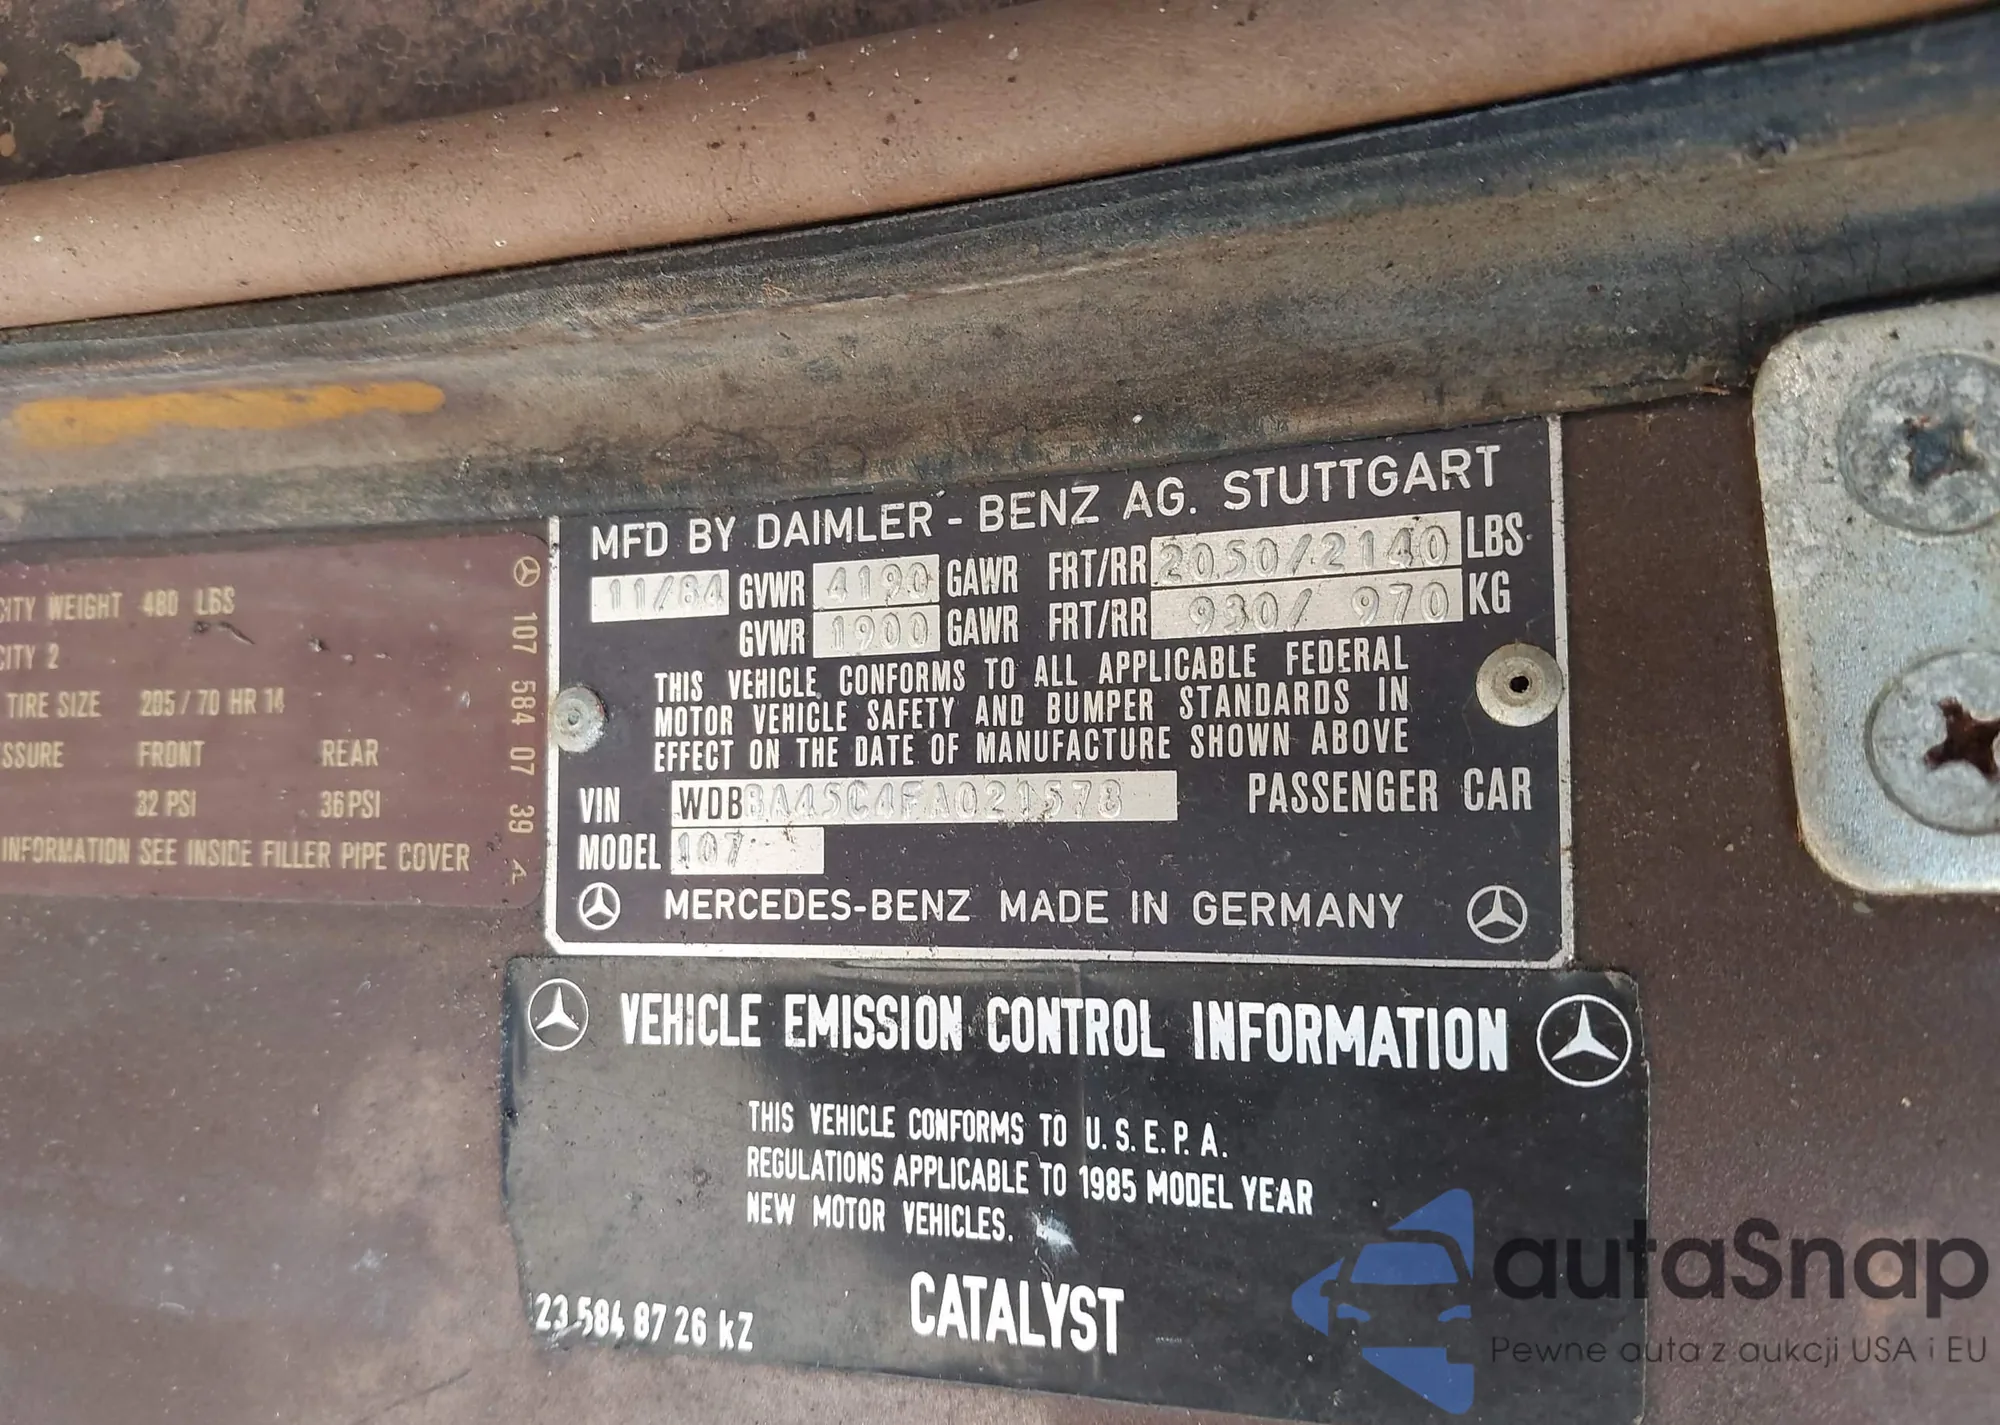 CITY WEIGHT 480 LBS
CITY 2
TIRE SIZE 205/70 HR 14
SSURE FRONT REAR
32 PSI 36 PSI
INFORMATION SEE INSIDE FILLER PIPE COVER
107 584 07 39
MFD BY DAIMLER-BENZ AG. STUTTGART
11/84 GVWR 4190 GAWR FRT/RR 2050/2140 LBS
GVWR 1900 GAWR FRT/RR 930/ 970 KG
THIS VEHICLE CONFORMS TO ALL APPLICABLE FEDERAL
MOTOR VEHICLE SAFETY AND BUMPER STANDARDS IN
EFFECT ON THE DATE OF MANUFACTURE SHOWN ABOVE
VIN WDBBA45C4FA021578 PASSENGER CAR
MODEL 107
MERCEDES-BENZ MADE IN GERMANY
VEHICLE EMISSION CONTROL INFORMATION
THIS VEHICLE CONFORMS TO U.S.E.P.A.
REGULATIONS APPLICABLE TO 1985 MODEL YEAR
NEW MOTOR VEHICLES.
CATALYST
23 584 87 26 kZ
autaSnap
Pewne auta z aukcji USA i EU